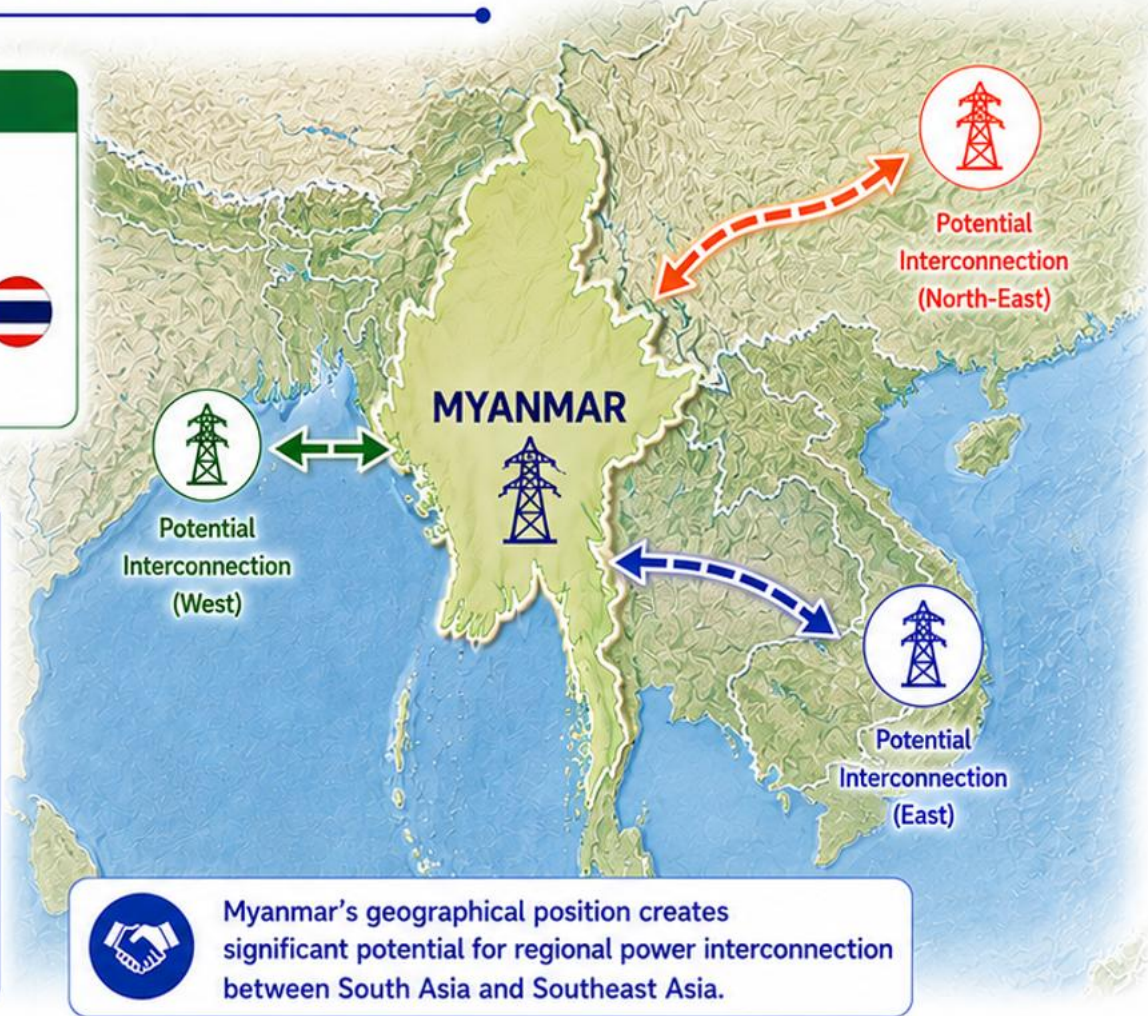 Potential
Interconnection
(North-East)
MYANMAR
Potential
Interconnection
(West)
Potential
Interconnection
(East)
Myanmar's geographical position creates
significant potential for regional power interconnection
between South Asia and Southeast Asia.